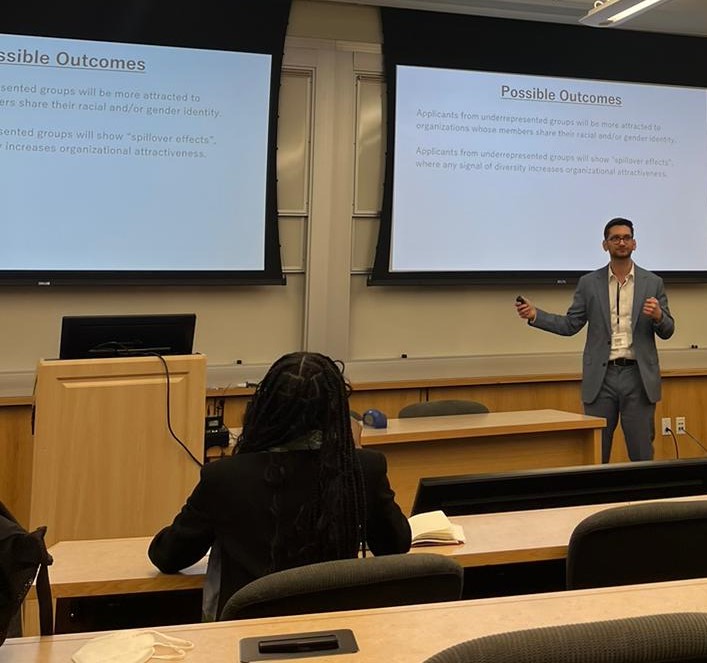 ssible Outcomes
sented groups will be more attracted to
ers share their racial and/or gender identity.
sented groups will show "spillover effects",
y increases organizational attractiveness.
Possible Outcomes
Applicants from underrepresented groups will be more attracted to
organizations whose members share their racial and/or gender identity.
Applicants from underrepresented groups will show "spillover effects",
where any signal of diversity increases organizational attractiveness.